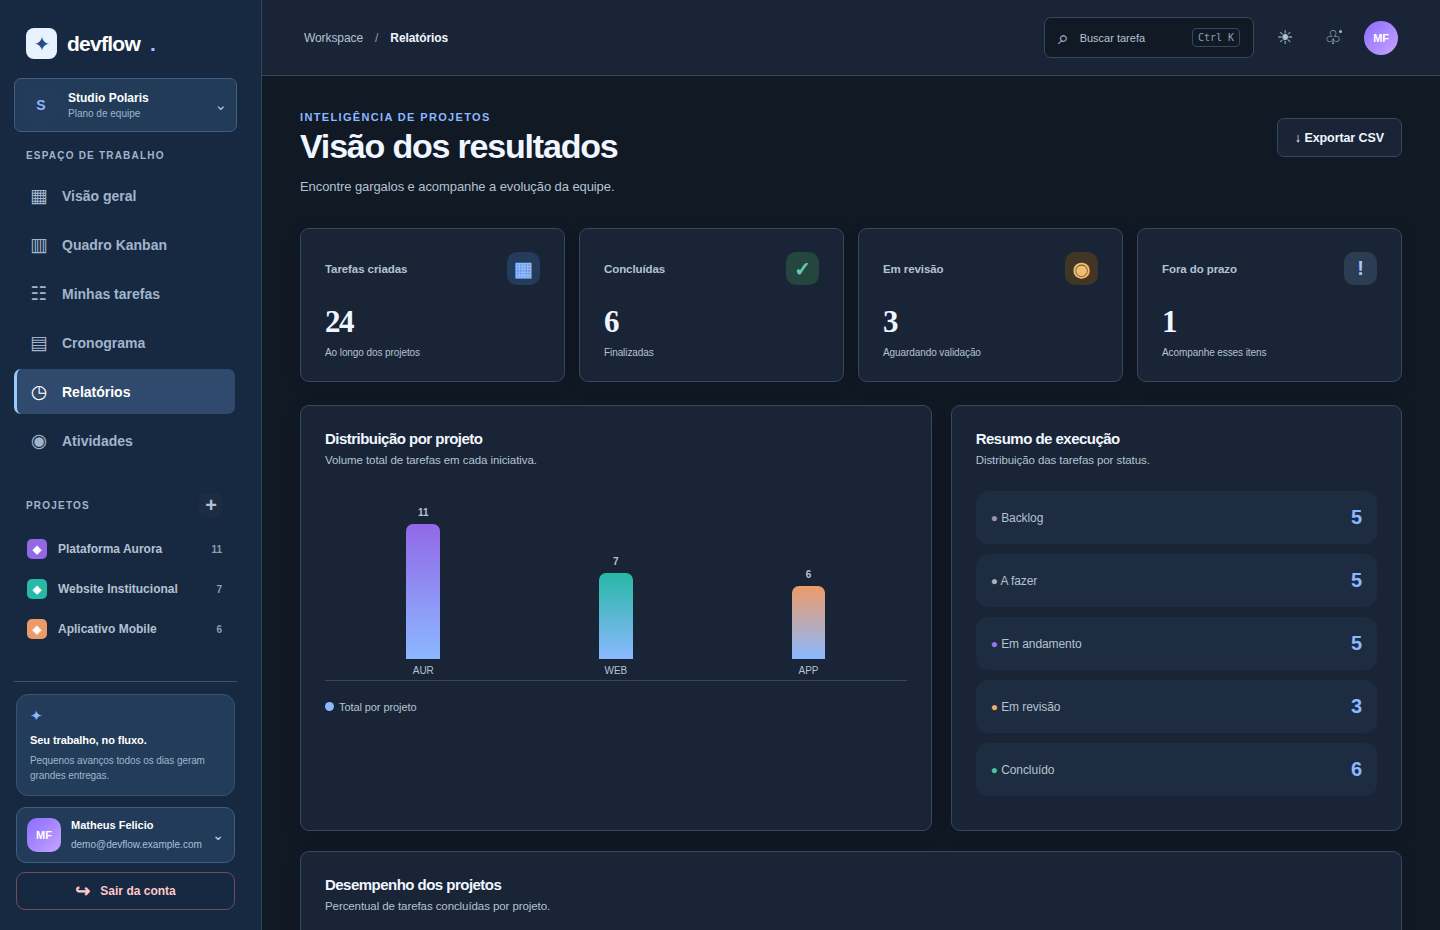 devflow.
S
Studio Polaris
Plano de equipe
ESPAÇO DE TRABALHO
Visão geral
Quadro Kanban
Minhas tarefas
Cronograma
Relatórios
Atividades
PROJETOS
+
Plataforma Aurora 11
Website Institucional 7
Aplicativo Mobile 6
Seu trabalho, no fluxo.
Pequenos avanços todos os dias geram
grandes entregas.
MF
Matheus Felicio
demo@devflow.example.com
Sair da conta
Workspace / Relatórios
Buscar tarefa
Ctrl K
MF
INTELIGÊNCIA DE PROJETOS
Visão dos resultados
Encontre gargalos e acompanhe a evolução da equipe.
↓ Exportar CSV
Tarefas criadas
24
Ao longo dos projetos
Concluídas
✓
6
Finalizadas
Em revisão
3
Aguardando validação
Fora do prazo
!
1
Acompanhe esses itens
Distribuição por projeto
Volume total de tarefas em cada iniciativa.
11
7
6
AUR
WEB
APP
Total por projeto
Resumo de execução
Distribuição das tarefas por status.
Backlog 5
A fazer 5
Em andamento 5
Em revisão 3
Concluído 6
Desempenho dos projetos
Percentual de tarefas concluídas por projeto.